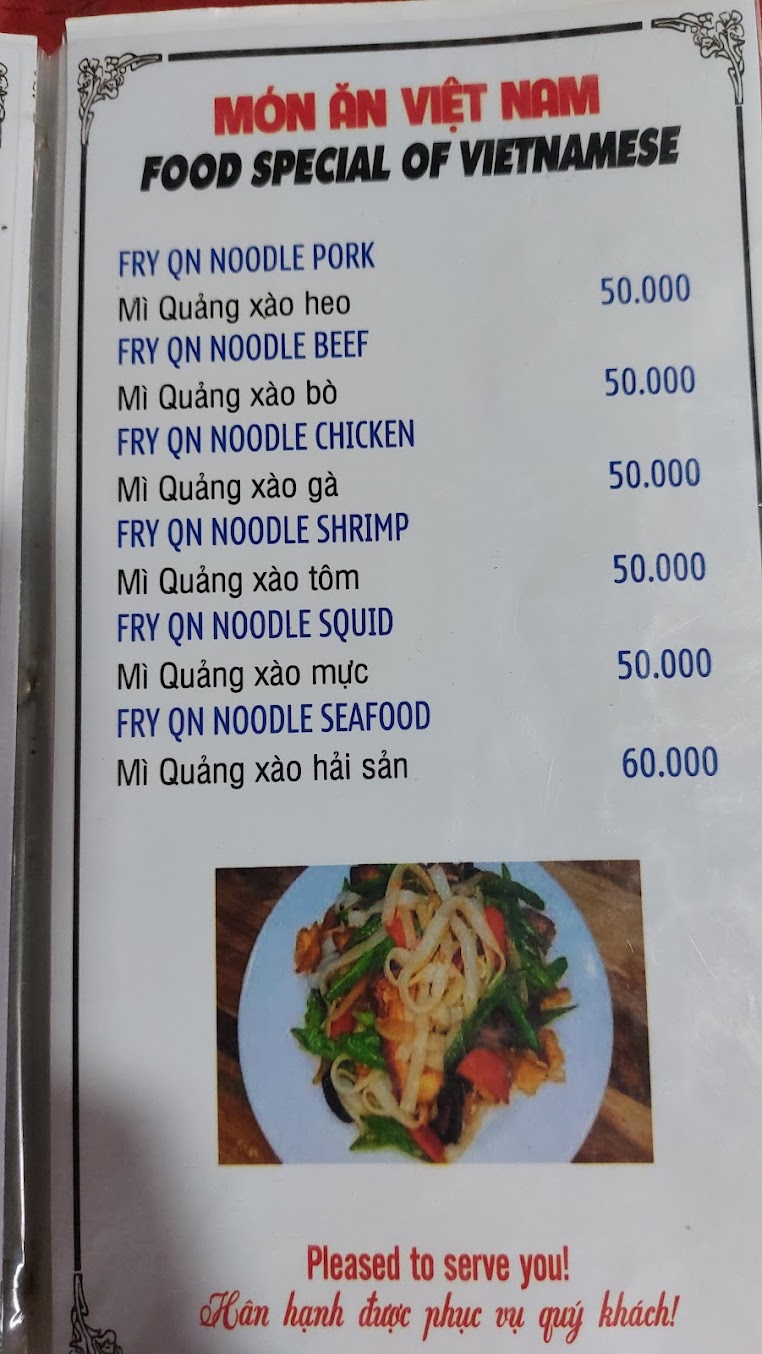 MÓN ĂN VIỆT NAM
FOOD SPECIAL OF VIETNAMESE
FRY QN NOODLE PORK
Mì Quảng xào heo 50.000
FRY QN NOODLE BEEF
Mì Quảng xào bò 50.000
FRY QN NOODLE CHICKEN
Mì Quảng xào gà 50.000
FRY QN NOODLE SHRIMP
Mì Quảng xào tôm 50.000
FRY QN NOODLE SQUID
Mì Quảng xào mực 50.000
FRY QN NOODLE SEAFOOD
Mì Quảng xào hải sản 60.000
Pleased to serve you!
Hân hạnh được phục vụ quý khách!